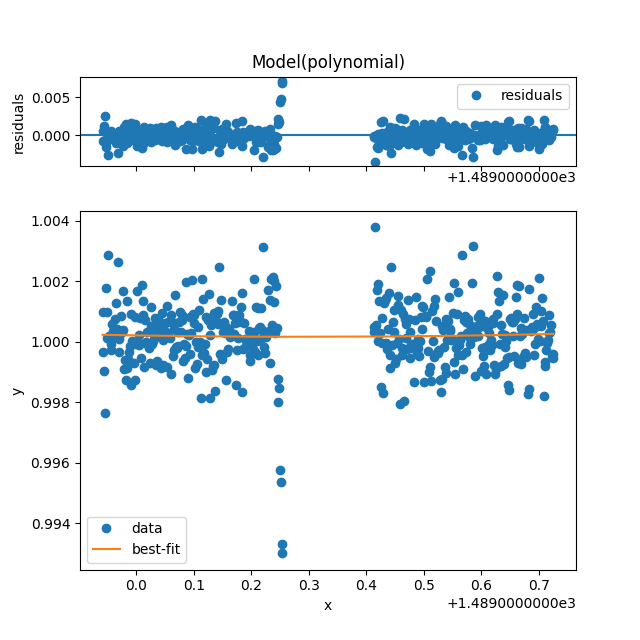 Model(polynomial)
residuals
0.005
0.000
residuals
+1.4890000000e3
1.004
1.002
1.000
0.998
0.996
0.994
y
data
best-fit
0.0 0.1 0.2 0.3 0.4 0.5 0.6 0.7
x
+1.4890000000e3